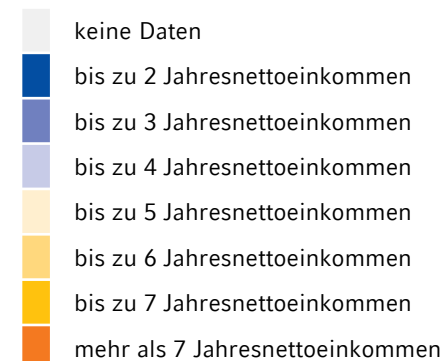 keine Daten
bis zu 2 Jahresnettoeinkommen
bis zu 3 Jahresnettoeinkommen
bis zu 4 Jahresnettoeinkommen
bis zu 5 Jahresnettoeinkommen
bis zu 6 Jahresnettoeinkommen
bis zu 7 Jahresnettoeinkommen
mehr als 7 Jahresnettoeinkommen